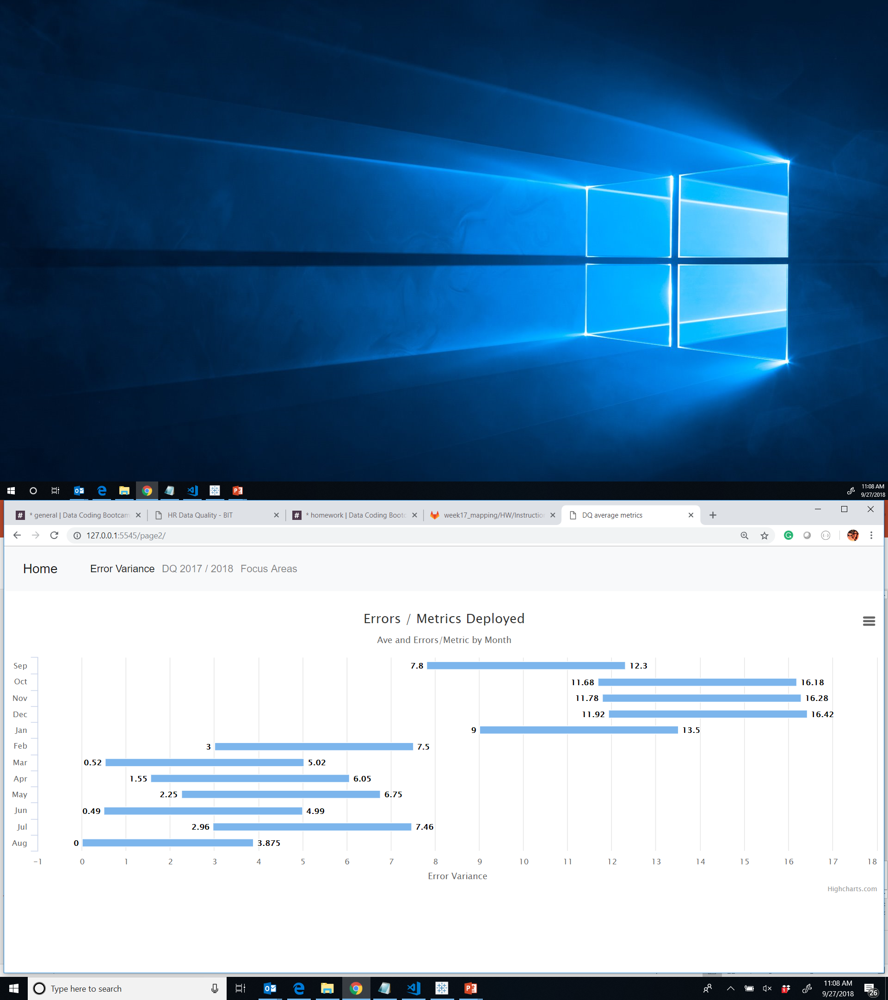 11:08 AM
9/27/2018
* general | Data Coding Bootcam
HR Data Quality - BIT
* homework | Data Coding Bootc
week17_mapping/HW/Instruction
DQ average metrics
127.0.0.1:5545/page2/
Home
Error Variance
DQ 2017 / 2018
Focus Areas
Errors / Metrics Deployed
Ave and Errors/Metric by Month
Sep 7.8 12.3
Oct 11.68 16.18
Nov 11.78 16.28
Dec 11.92 16.42
Jan 9 13.5
Feb 3 7.5
Mar 0.52 5.02
Apr 1.55 6.05
May 2.25 6.75
Jun 0.49 4.99
Jul 2.96 7.46
Aug 0 3.875
-1 0 1 2 3 4 5 6 7 8 9 10 11 12 13 14 15 16 17 18
Error Variance
Highcharts.com
Type here to search
11:08 AM
9/27/2018
26